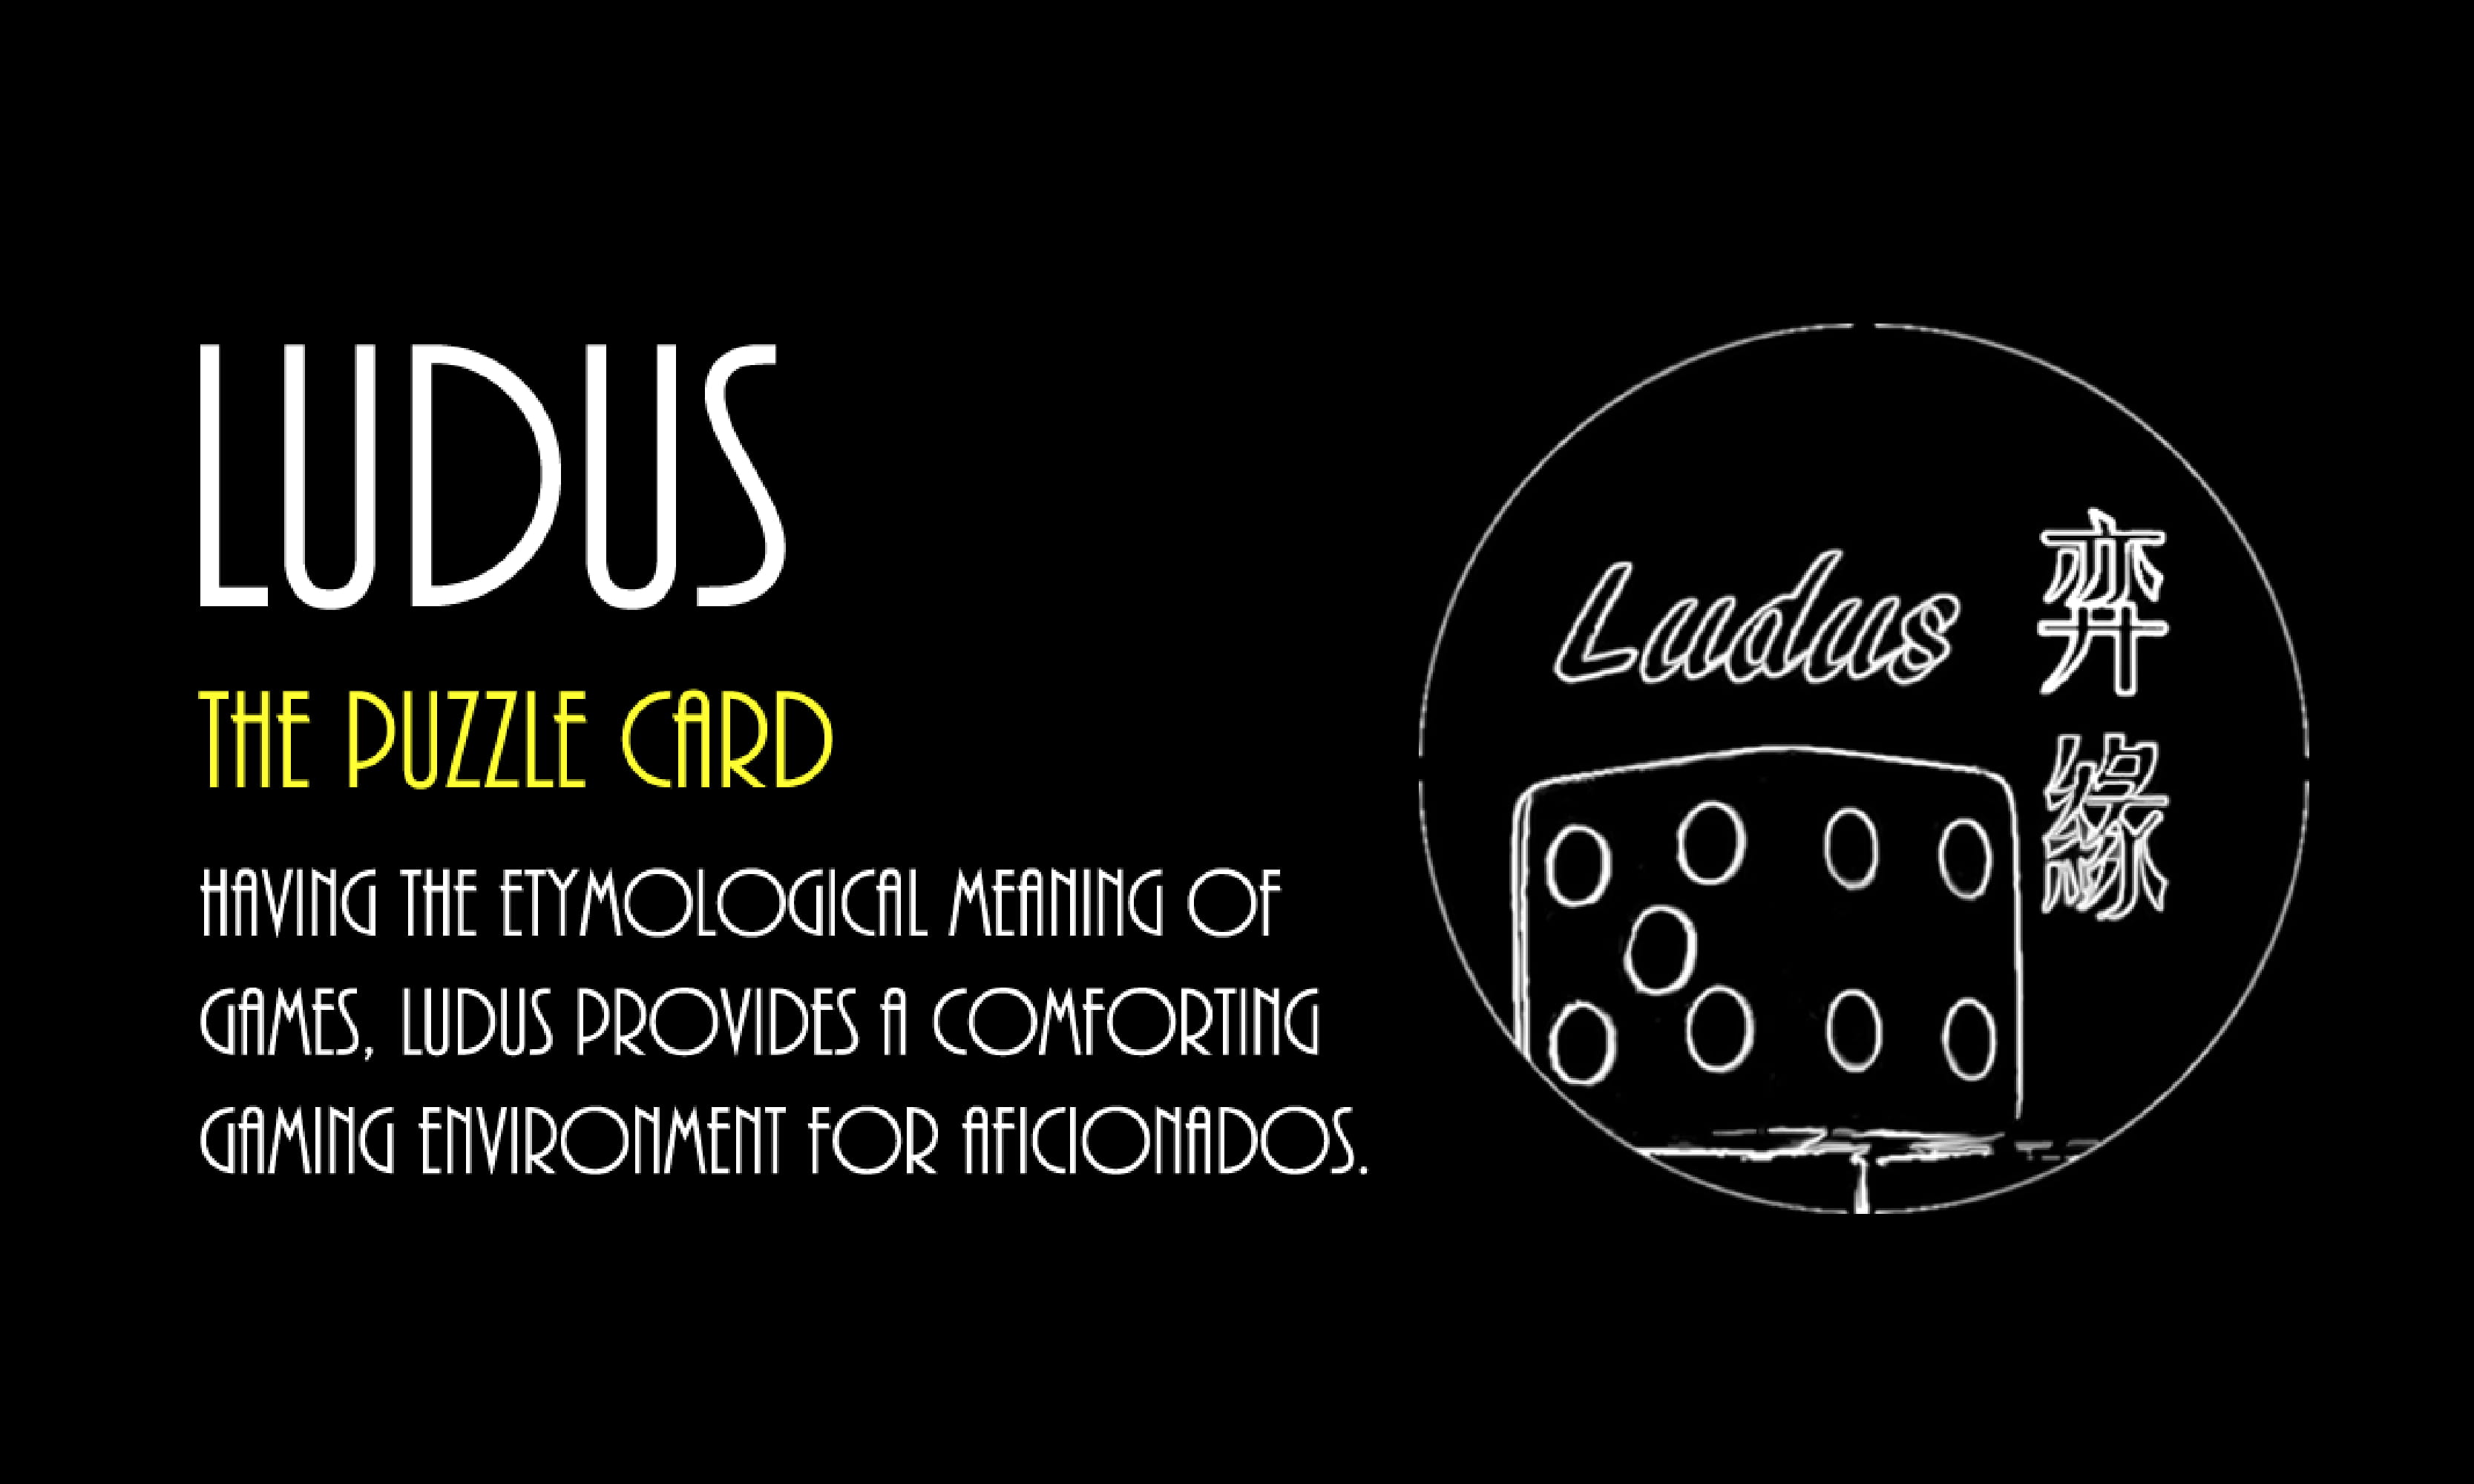 LUDUS
THE PUZZLE CARD
HAVING THE ETYMOLOGICAL MEANING OF
GAMES, LUDUS PROVIDES A COMFORTING
GAMING ENVIRONMENT FOR AFICIONADOS.
Ludus
弈緣